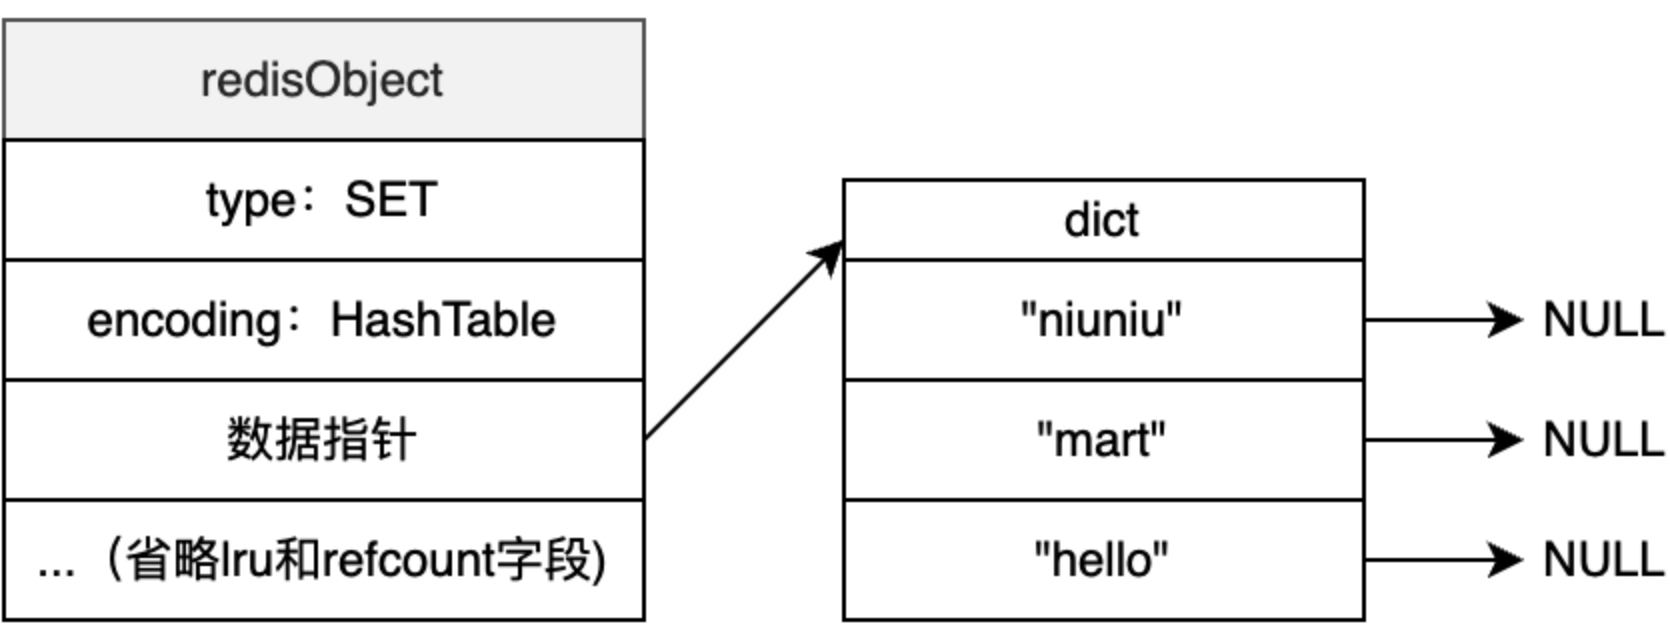 redisObject
type：SET
encoding：HashTable
数据指针
...（省略lru和refcount字段)
dict
"niuniu"
NULL
"mart"
NULL
"hello"
NULL